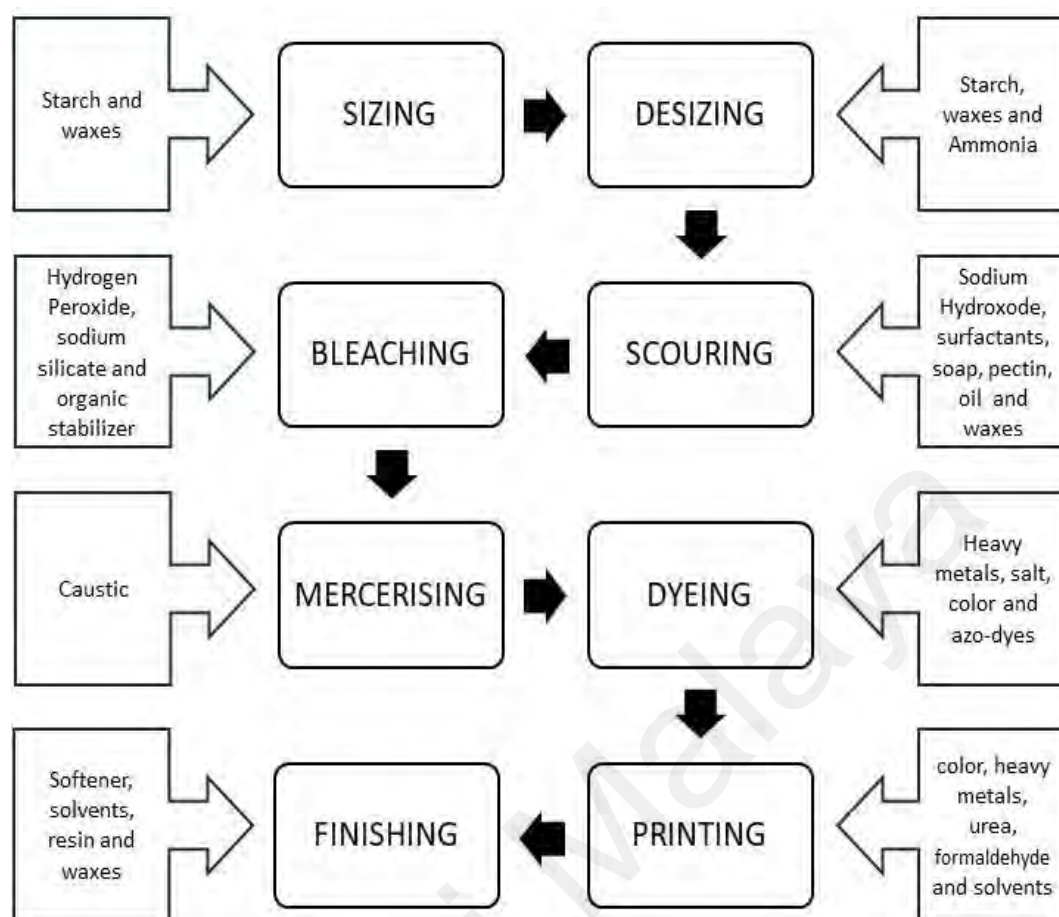 Starch and
waxes
SIZING
DESIZING
Starch,
waxes and
Ammonia
Hydrogen
Peroxide,
sodium
silicate and
organic
stabilizer
BLEACHING
SCOURING
Sodium
Hydroxode,
surfactants,
soap, pectin,
oil and
waxes
Caustic
MERCERISING
DYEING
Heavy
metals, salt,
color and
azo-dyes
Softener,
solvents,
resin and
waxes
FINISHING
PRINTING
color, heavy
metals,
urea,
formaldehyde
and solvents
Malaya